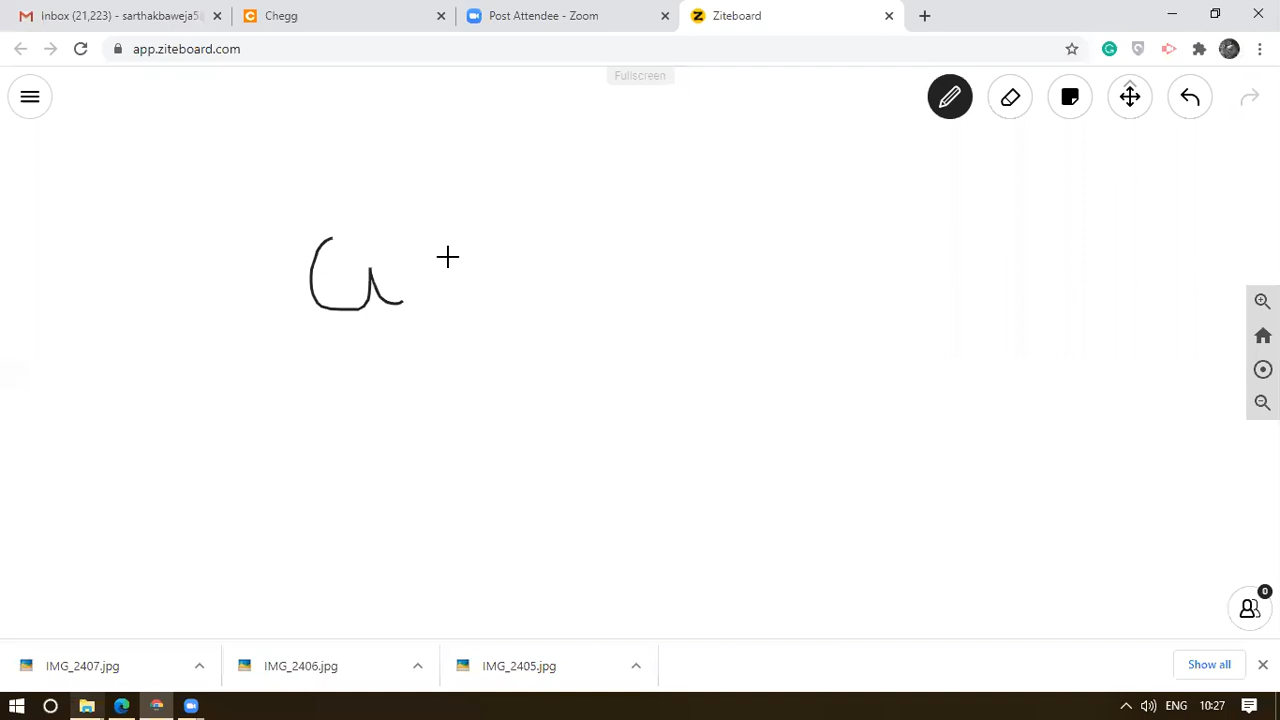 Inbox (21,223) - sarthakbaweja5
Chegg
Post Attendee - Zoom
Ziteboard
app.ziteboard.com
Fullscreen
a
0
IMG_2407.jpg
IMG_2406.jpg
IMG_2405.jpg
Show all
ENG
10:27